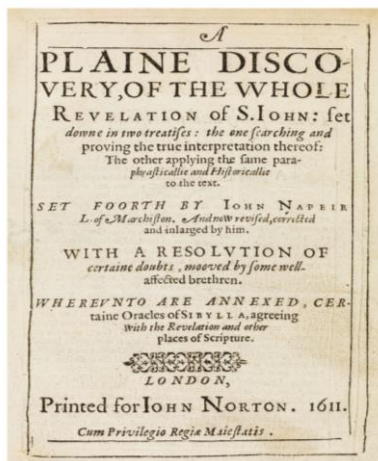 A
PLAINE DISCO-
VERY, OF THE WHOLE
REVELATION OF S. IOHN: ſet
downe in two treatiſes: the one ſearching and
proving the true interpretation thereof:
The other applying the ſame para-
phraſticallie and Hiſtoricallie
to the text.
SET FOORTH BY IOHN NAPEIR
L. of Marchiſton. And now reviſed, corrected
and inlarged by him.
WITH A RESOLVTION OF
certaine doubts, mooved by ſome well-
affected brethren.
WHEREVNTO ARE ANNEXED, CER-
taine Oracles of SIBYLLA, agreeing
with the Revelation and other
places of Scripture.
LONDON,
Printed for IOHN NORTON. 1611.
Cum Privilegio Regiæ Maieſtatis.